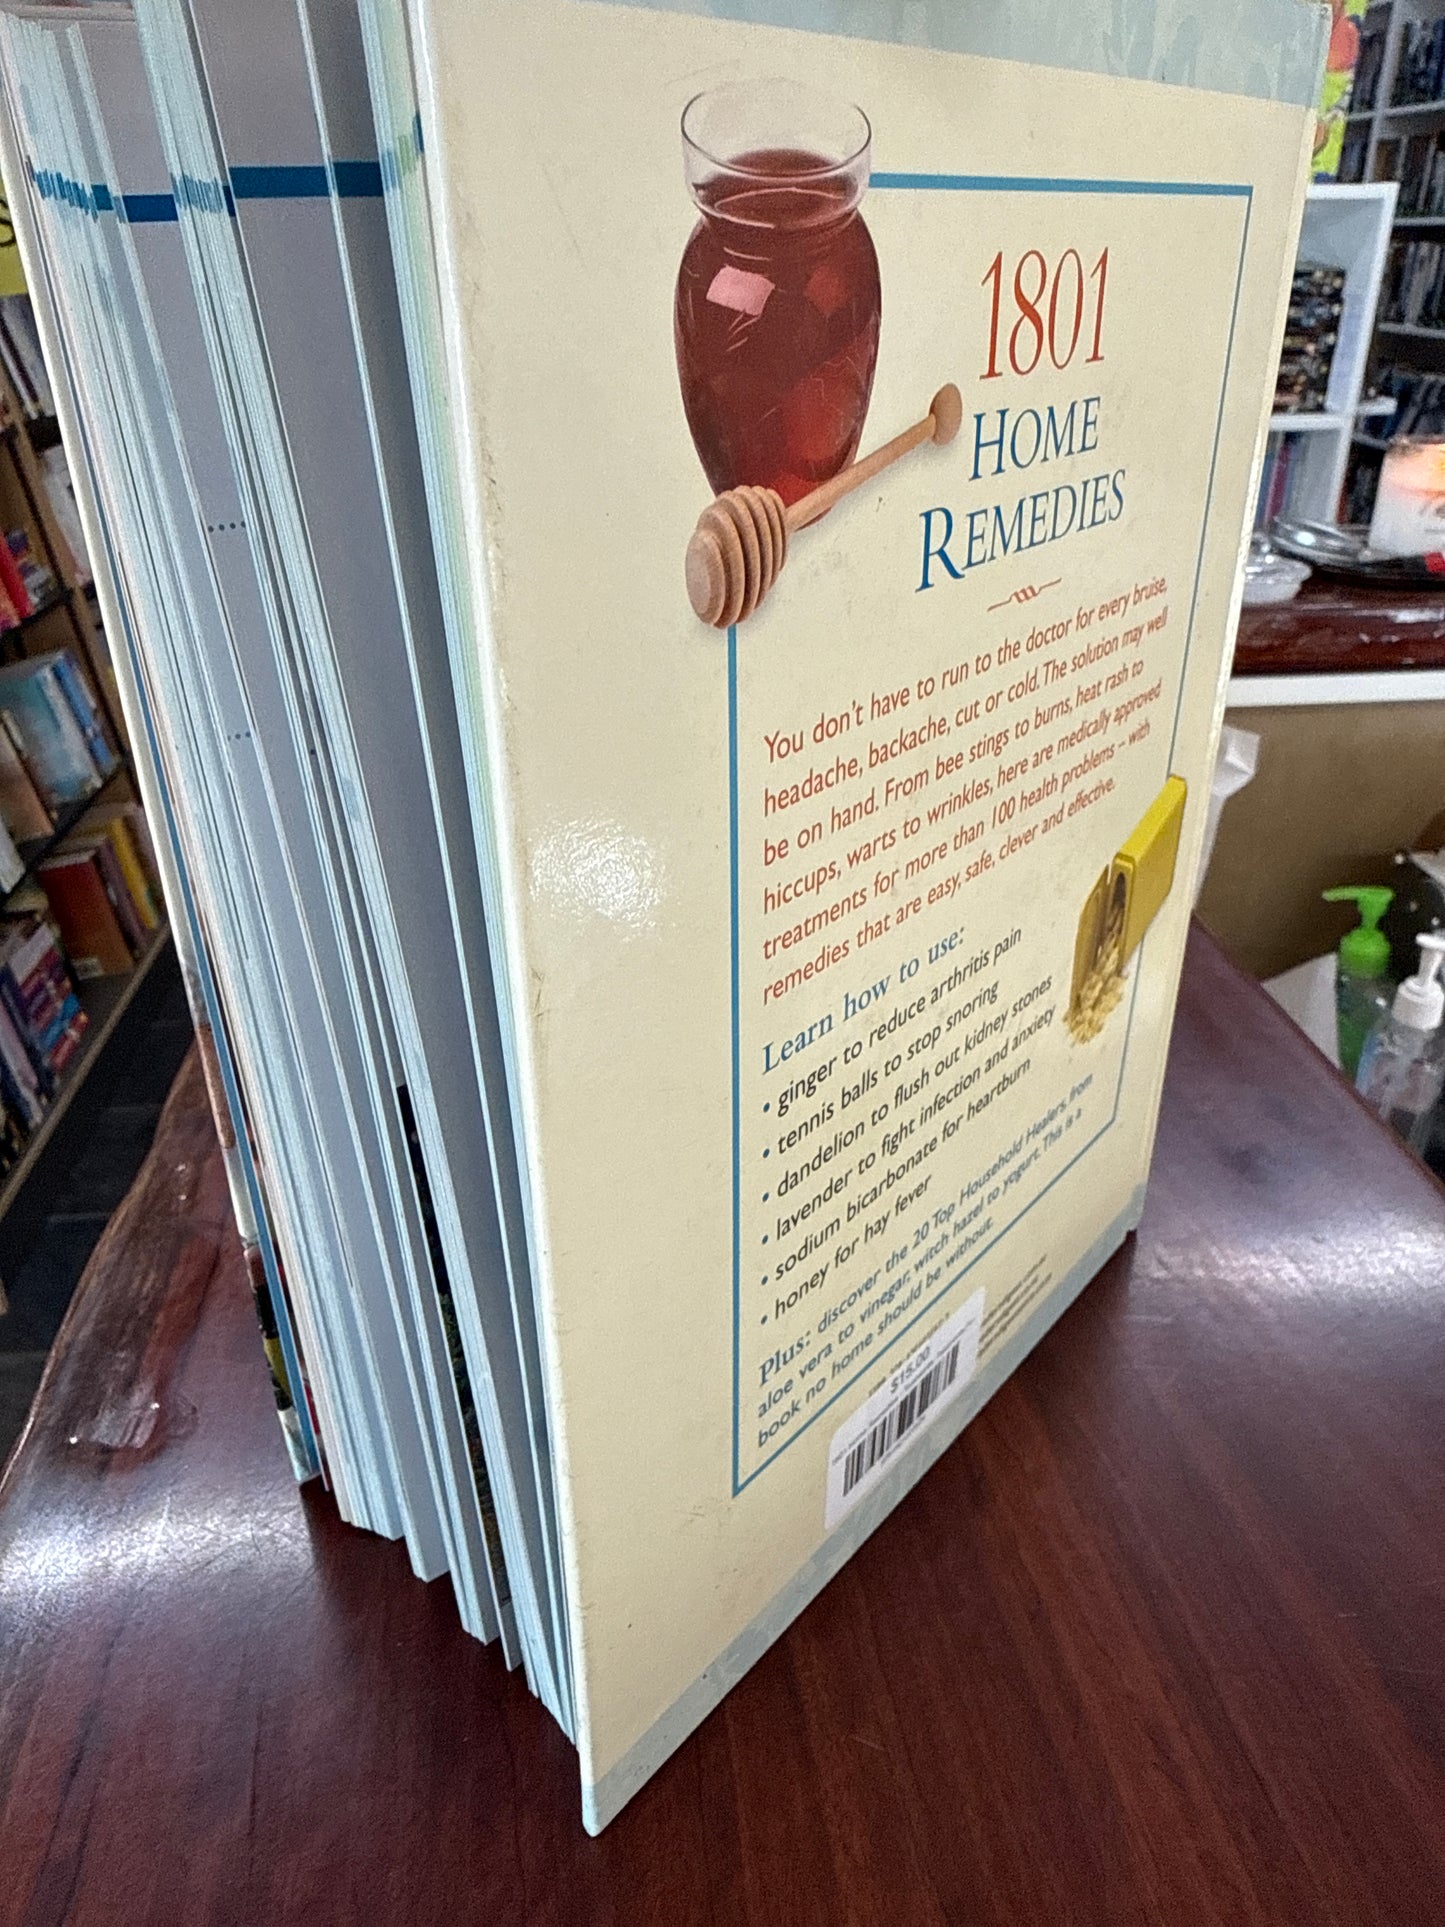 1801
HOME
REMEDIES
You don't have to run to the doctor for every bruise,
headache, backache, cut or cold. The solution may well
be on hand. From bee stings to burns, heat rash to
hiccups, warts to wrinkles, here are medically approved
treatments for more than 100 health problems – with
remedies that are easy, safe, clever and effective.
Learn how to use:
• ginger to reduce arthritis pain
• tennis balls to stop snoring
• dandelion to flush out kidney stones
• lavender to fight infection and anxiety
• sodium bicarbonate for heartburn
• honey for hay fever
Plus: discover the 20 Top Household Healers, from
aloe vera to vinegar, witch hazel to yogurt. This is a
book no home should be without.
$15.00